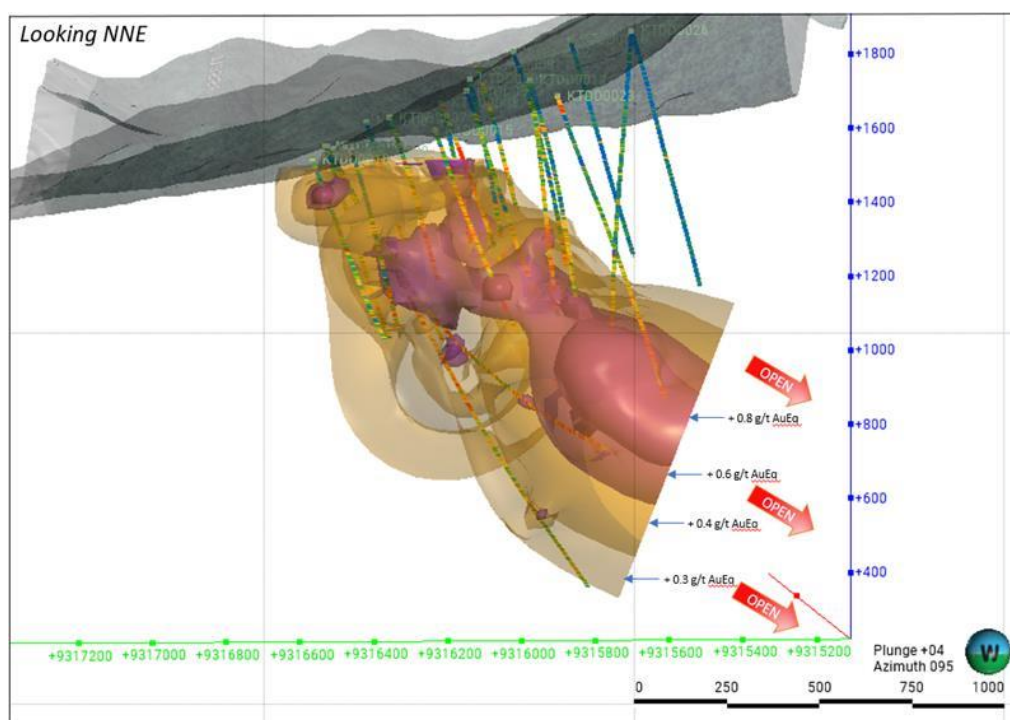 Looking NNE
+1800
KTDD0023
+1600
+1400
+1200
+1000
OPEN
+ 0.8 g/t AuEq
+800
+ 0.6 g/t AuEq
+600
OPEN
+ 0.4 g/t AuEq
+400
+ 0.3 g/t AuEq
OPEN
+9317200 +9317000 +9316800 +9316600 +9316400 +9316200 +9316000 +9315800 +9315600 +9315400 +9315200
Plunge +04
Azimuth 095
0 250 500 750 1000